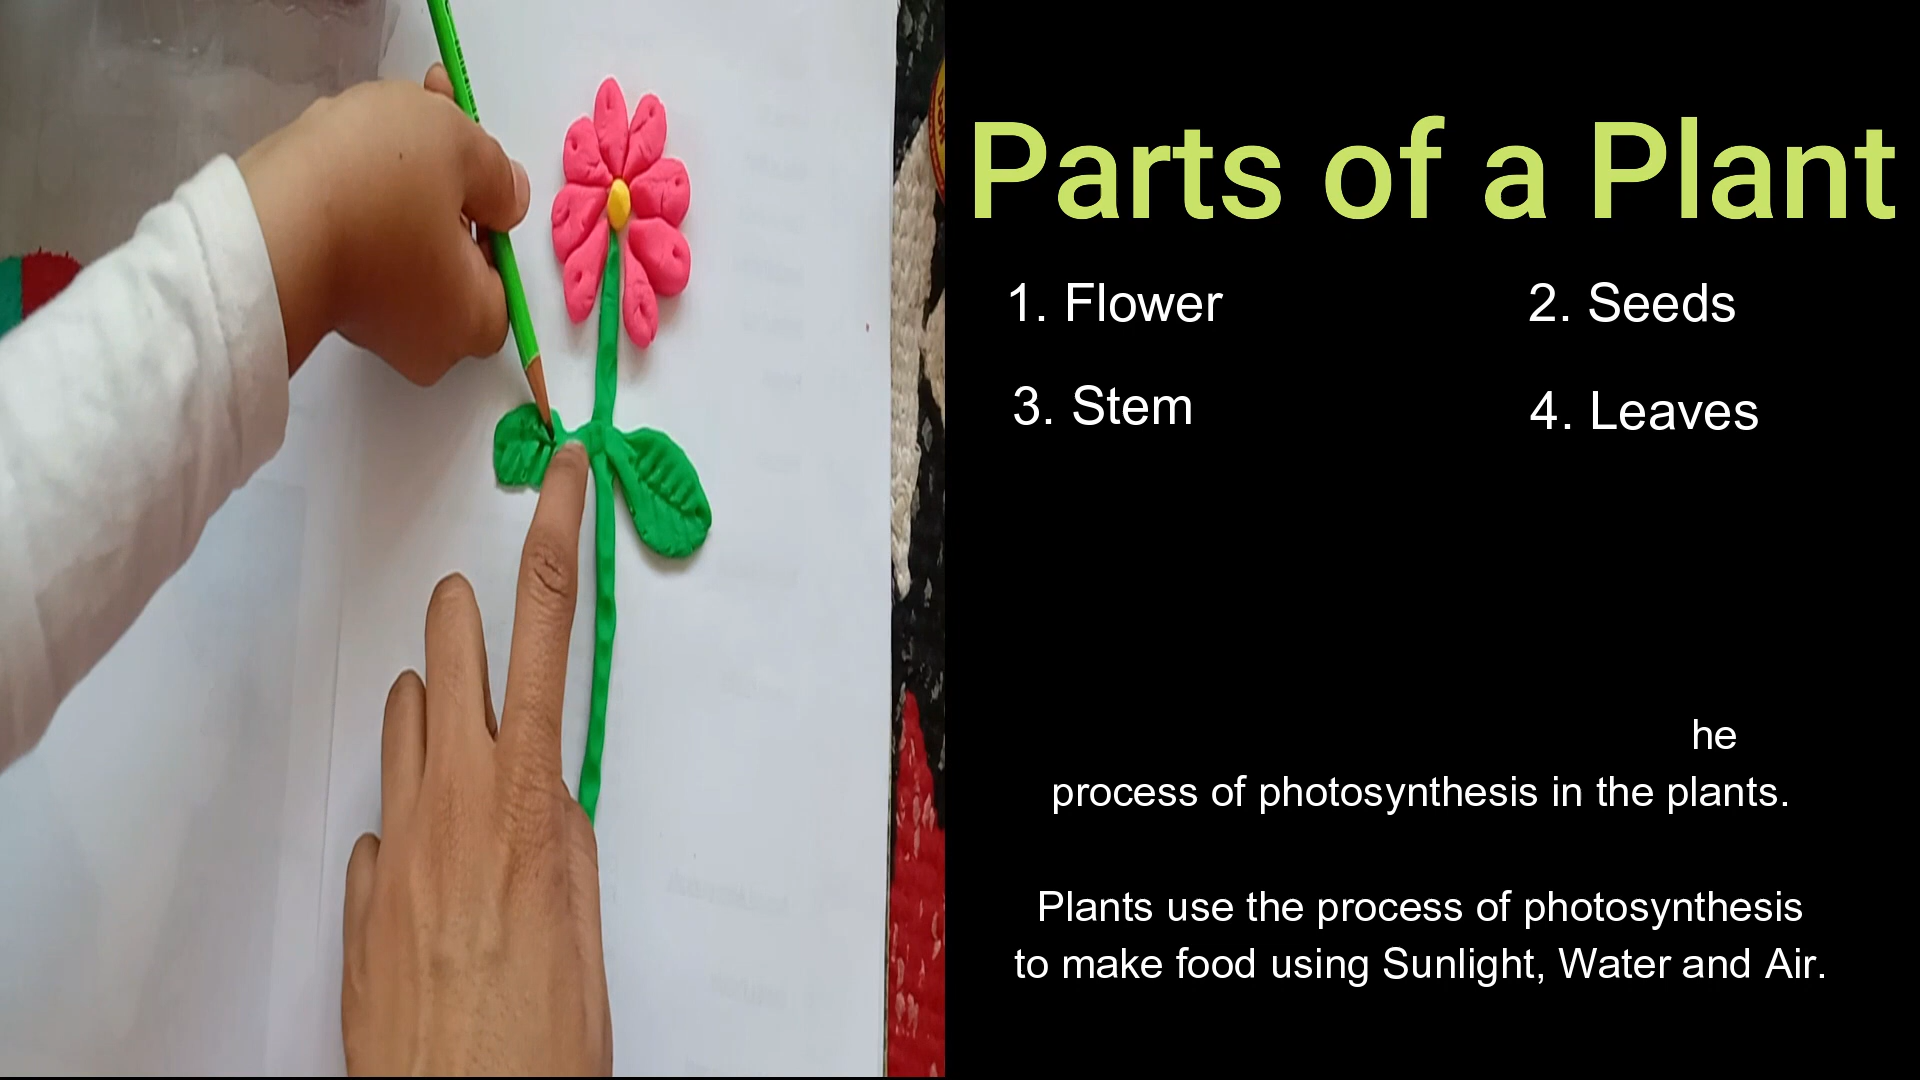 Parts of a Plant
1. Flower
2. Seeds
3. Stem
4. Leaves
he
process of photosynthesis in the plants.
Plants use the process of photosynthesis
to make food using Sunlight, Water and Air.